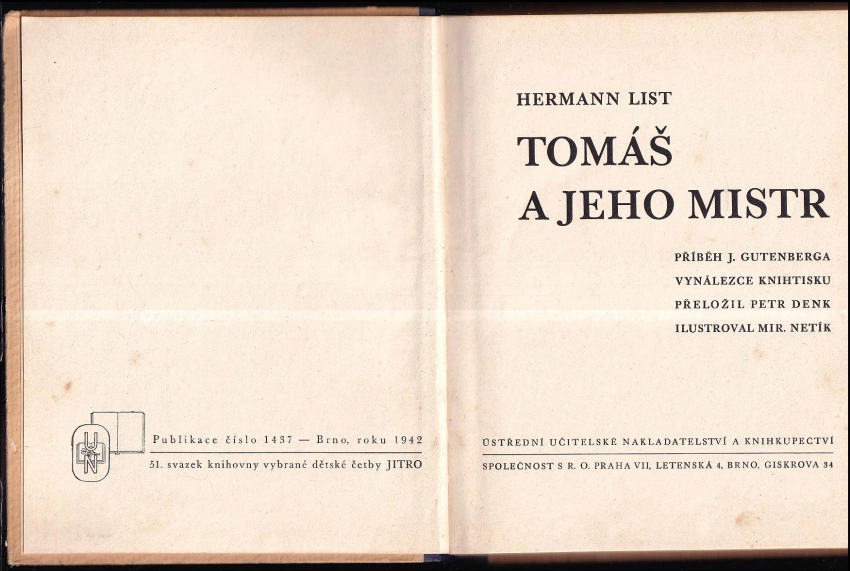 Publikace číslo 1437 — Brno, roku 1942
51. svazek knihovny vybrané dětské četby JITRO
UUN
HERMANN LIST
TOMÁŠ
A JEHO MISTR
PŘÍBĚH J. GUTENBERGA
VYNÁLEZCE KNIHTISKU
PŘELOŽIL PETR DENK
ILUSTROVAL MIR. NETÍK
ÚSTŘEDNÍ UČITELSKÉ NAKLADATELSTVÍ A KNIHKUPECTVÍ
SPOLEČNOST S R. O. PRAHA VII, LETENSKÁ 4, BRNO, GISKROVA 34